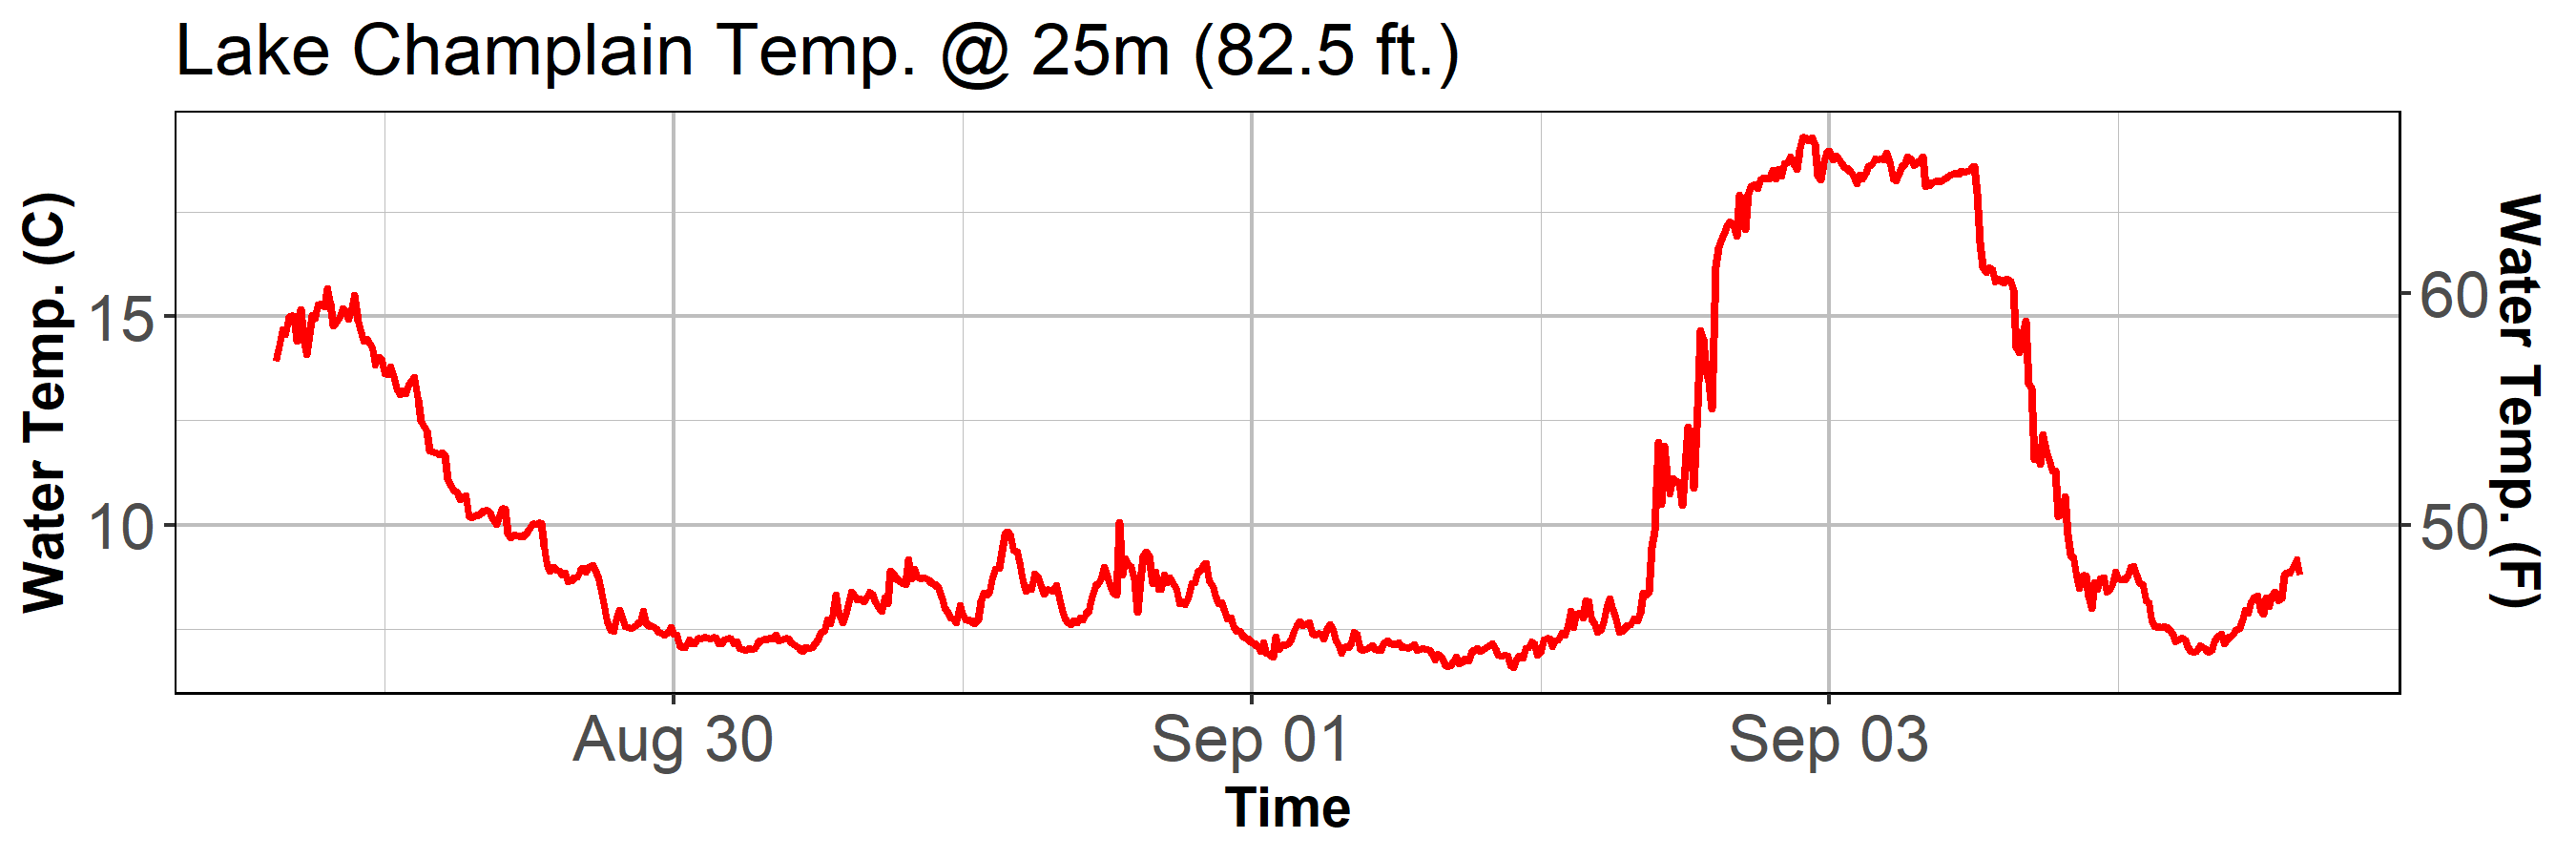 Lake Champlain Temp. @ 25m (82.5 ft.)
Water Temp. (C)
15
10
60
50
Water Temp. (F)
Aug 30
Sep 01
Sep 03
Time